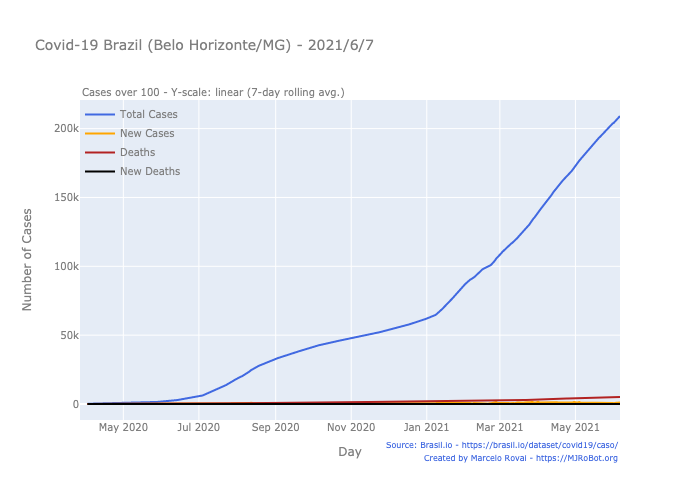 Covid-19 Brazil (Belo Horizonte/MG) - 2021/6/7
Cases over 100 - Y-scale: linear (7-day rolling avg.)
Total Cases
New Cases
Deaths
New Deaths
200k
150k
100k
50k
0
Number of Cases
May 2020 Jul 2020 Sep 2020 Nov 2020 Jan 2021 Mar 2021 May 2021
Day
Source: Brasil.io - https://brasil.io/dataset/covid19/caso/
Created by Marcelo Rovai - https://MJRoBot.org